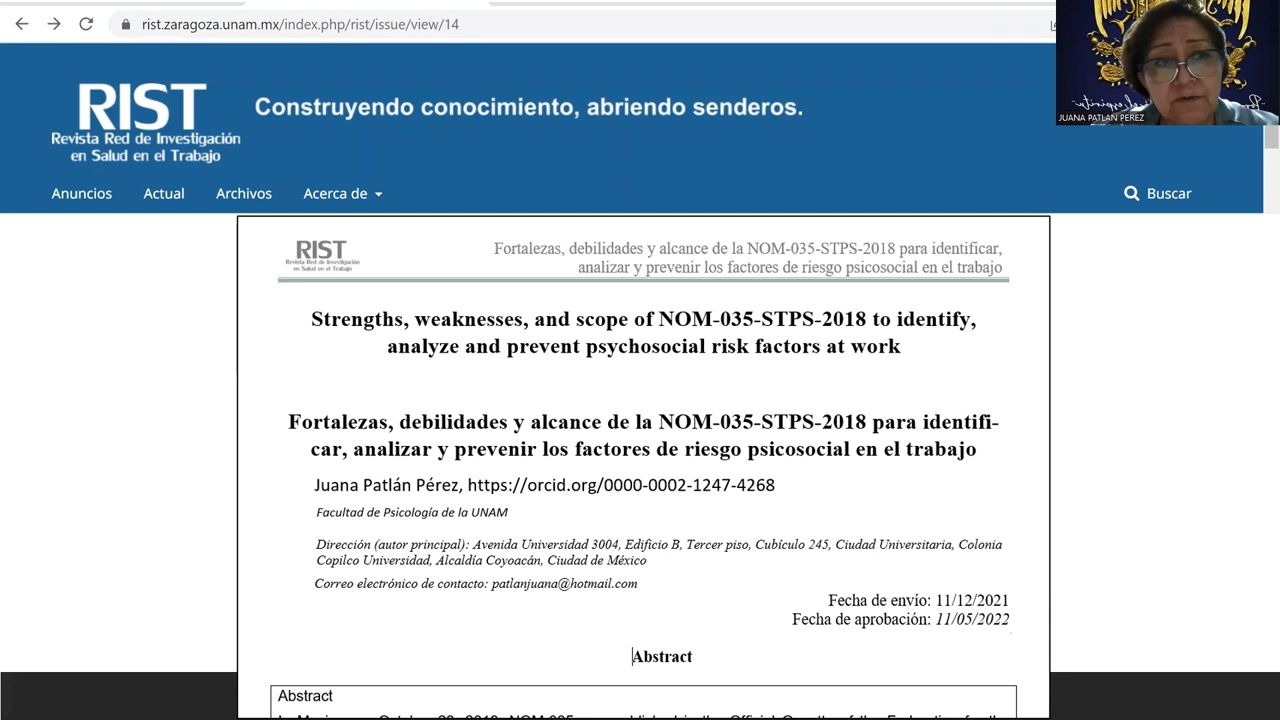 rist.zaragoza.unam.mx/index.php/rist/issue/view/14
RIST
Revista Red de Investigación
en Salud en el Trabajo
Construyendo conocimiento, abriendo senderos.
JUANA PATLAN PEREZ
Anuncios Actual Archivos Acerca de Buscar
RIST
Revista Red de Investigación
en Salud en el Trabajo
Fortalezas, debilidades y alcance de la NOM-035-STPS-2018 para identificar,
analizar y prevenir los factores de riesgo psicosocial en el trabajo
Strengths, weaknesses, and scope of NOM-035-STPS-2018 to identify,
analyze and prevent psychosocial risk factors at work
Fortalezas, debilidades y alcance de la NOM-035-STPS-2018 para identifi-
car, analizar y prevenir los factores de riesgo psicosocial en el trabajo
Juana Patlán Pérez, https://orcid.org/0000-0002-1247-4268
Facultad de Psicología de la UNAM
Dirección (autor principal): Avenida Universidad 3004, Edificio B, Tercer piso, Cubículo 245, Ciudad Universitaria, Colonia
Copilco Universidad, Alcaldía Coyoacán, Ciudad de México
Correo electrónico de contacto: patlanjuana@hotmail.com
Fecha de envío: 11/12/2021
Fecha de aprobación: 11/05/2022
Abstract
Abstract